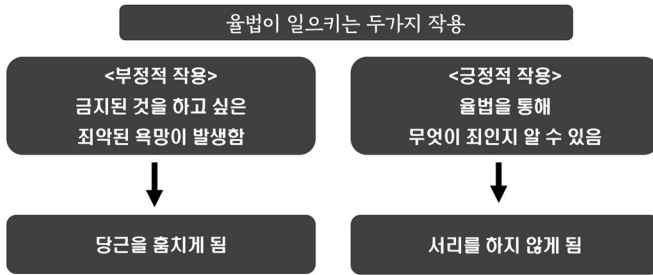 율법이 일으키는 두가지 작용
<부정적 작용>
금지된 것을 하고 싶은
죄악된 욕망이 발생함
<긍정적 작용>
율법을 통해
무엇이 죄인지 알 수 있음
당근을 훔치게 됨
서리를 하지 않게 됨